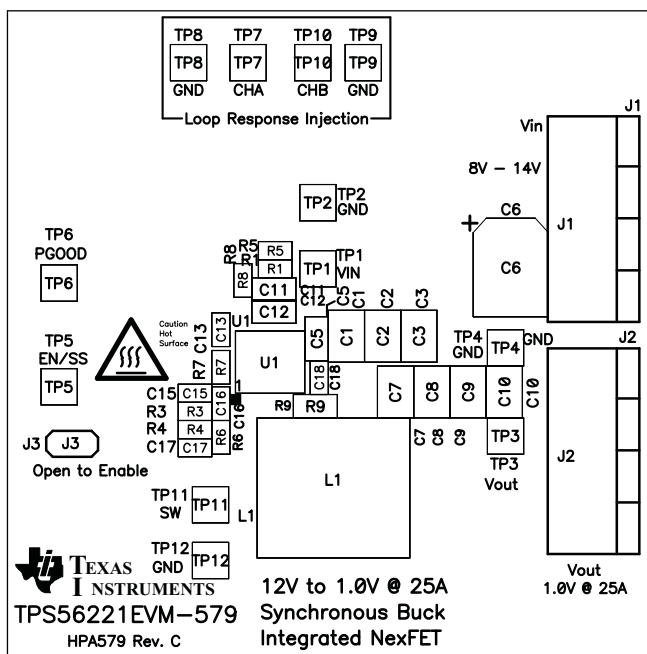 TP8 TP7 TP10 TP9
TP8 TP7 TP10 TP9
GND CHA CHB GND
Loop Response Injection
J1
Vin
8V - 14V
C6
C6
J1
TP2
TP2
GND
TP6
PGOOD
TP6
R8
R5
R5
R1
R1
R8
TP1
TP1
VIN
C11
C11
C12
C12
C5
C1
C2
C3
TP5
EN/SS
TP5
Caution
Hot
Surface
C13
C13
U1
U1
C5
C1
C2
C3
TP4
GND
TP4
GND
J2
R7
R7
C18
C18
1
C15
C15
R3
R3
R4
R4
C17
C17
C16
C16
R6
R6
R9
R9
C7
C8
C9
C10
C10
C7
C8
C9
TP3
TP3
Vout
J3
J3
Open to Enable
L1
L1
J2
TP11
SW
TP11
TP12
GND
TP12
TEXAS
INSTRUMENTS
Vout
1.0V @ 25A
TPS56221EVM-579
HPA579 Rev. C
12V to 1.0V @ 25A
Synchronous Buck
Integrated NexFET